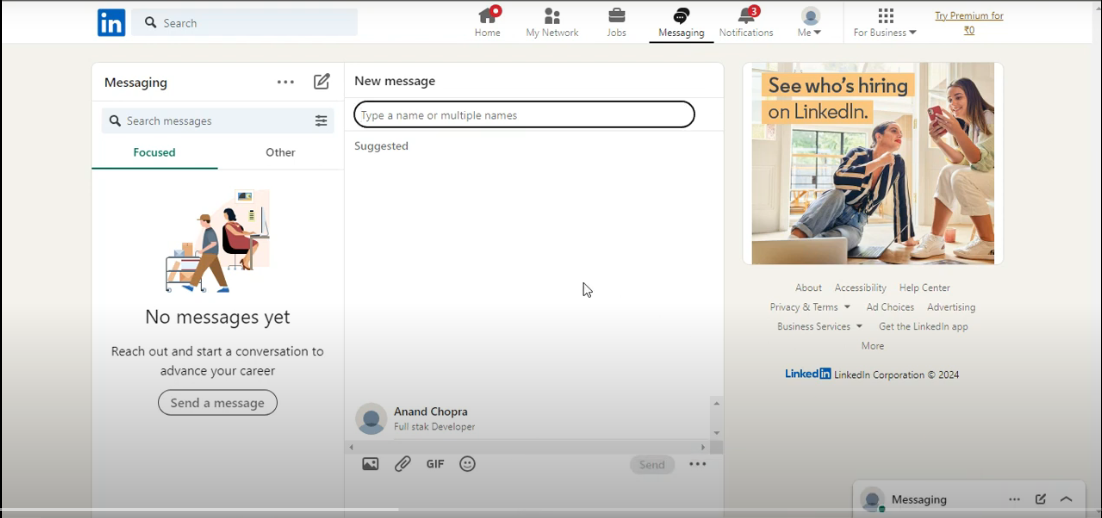 in
Search
Home
My Network
Jobs
Messaging
3
Notifications
Me
For Business
Try Premium for
₹0
Messaging
Search messages
Focused
Other
No messages yet
Reach out and start a conversation to
advance your career
Send a message
New message
Type a name or multiple names
Suggested
Anand Chopra
Full stak Developer
GIF
Send
See who's hiring
on LinkedIn.
About Accessibility Help Center
Privacy & Terms Ad Choices Advertising
Business Services Get the LinkedIn app
More
LinkedIn LinkedIn Corporation © 2024
Messaging